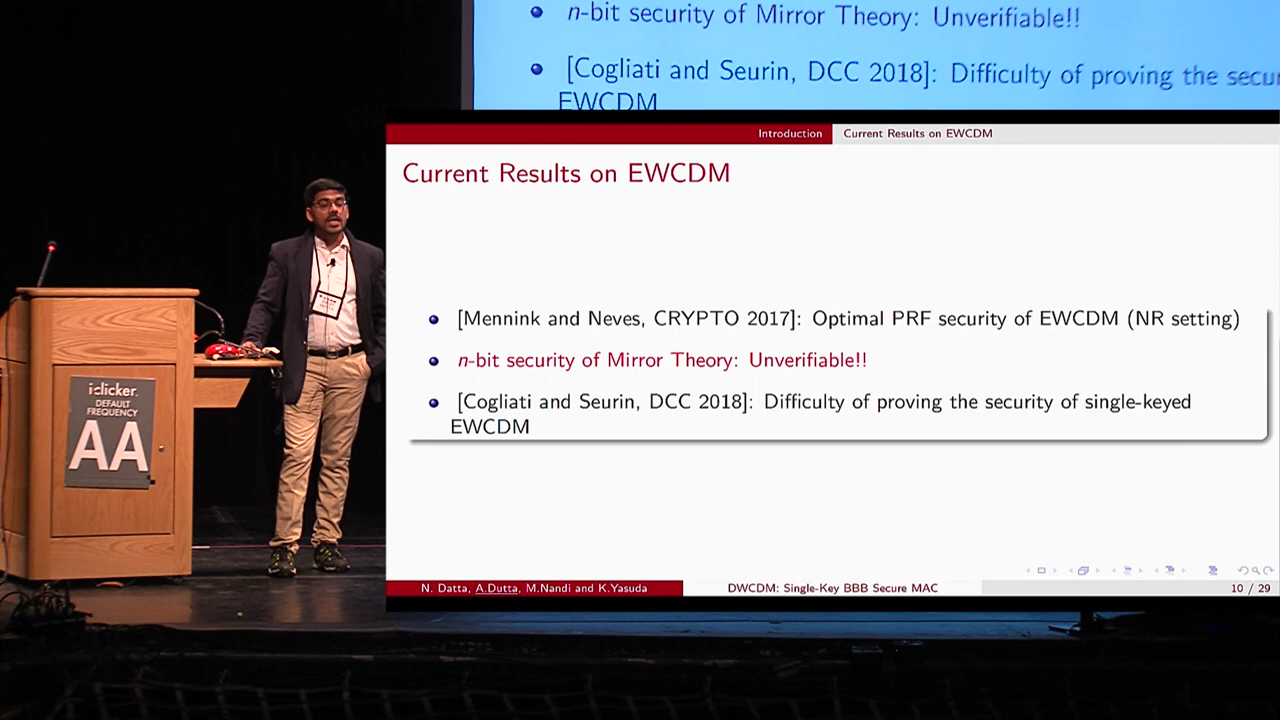 n-bit security of Mirror Theory: Unverifiable!!
[Cogliati and Seurin, DCC 2018]: Difficulty of proving the
EWCDM
Introduction
Current Results on EWCDM
Current Results on EWCDM
[Mennink and Neves, CRYPTO 2017]: Optimal PRF security of EWCDM (NR setting)
n-bit security of Mirror Theory: Unverifiable!!
[Cogliati and Seurin, DCC 2018]: Difficulty of proving the security of single-keyed
EWCDM
N. Datta, A.Dutta, M.Nandi and K.Yasuda
DWCDM: Single-Key BBB Secure MAC
10 / 29
iclicker.
DEFAULT
FREQUENCY
AA